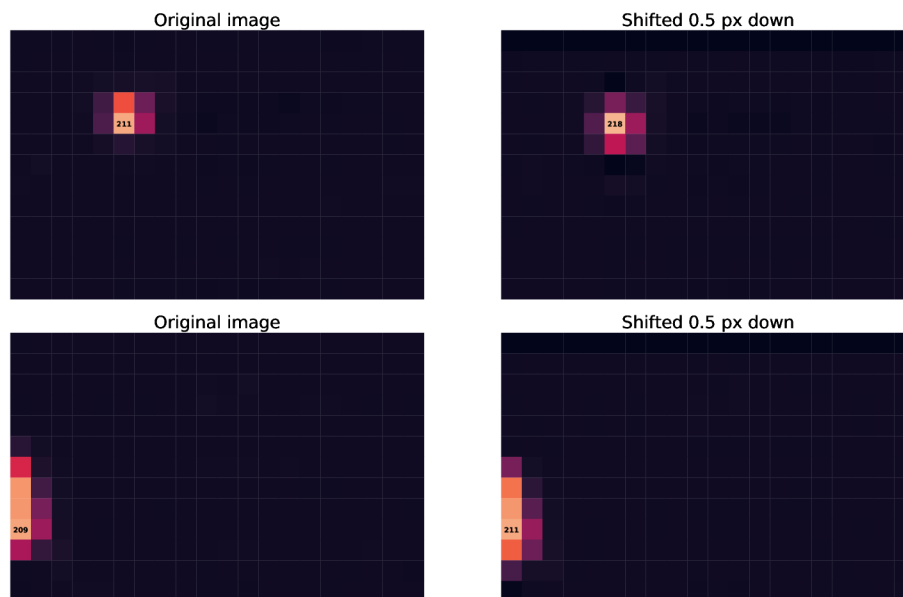 Original image
Shifted 0.5 px down
211
218
Original image
Shifted 0.5 px down
209
211